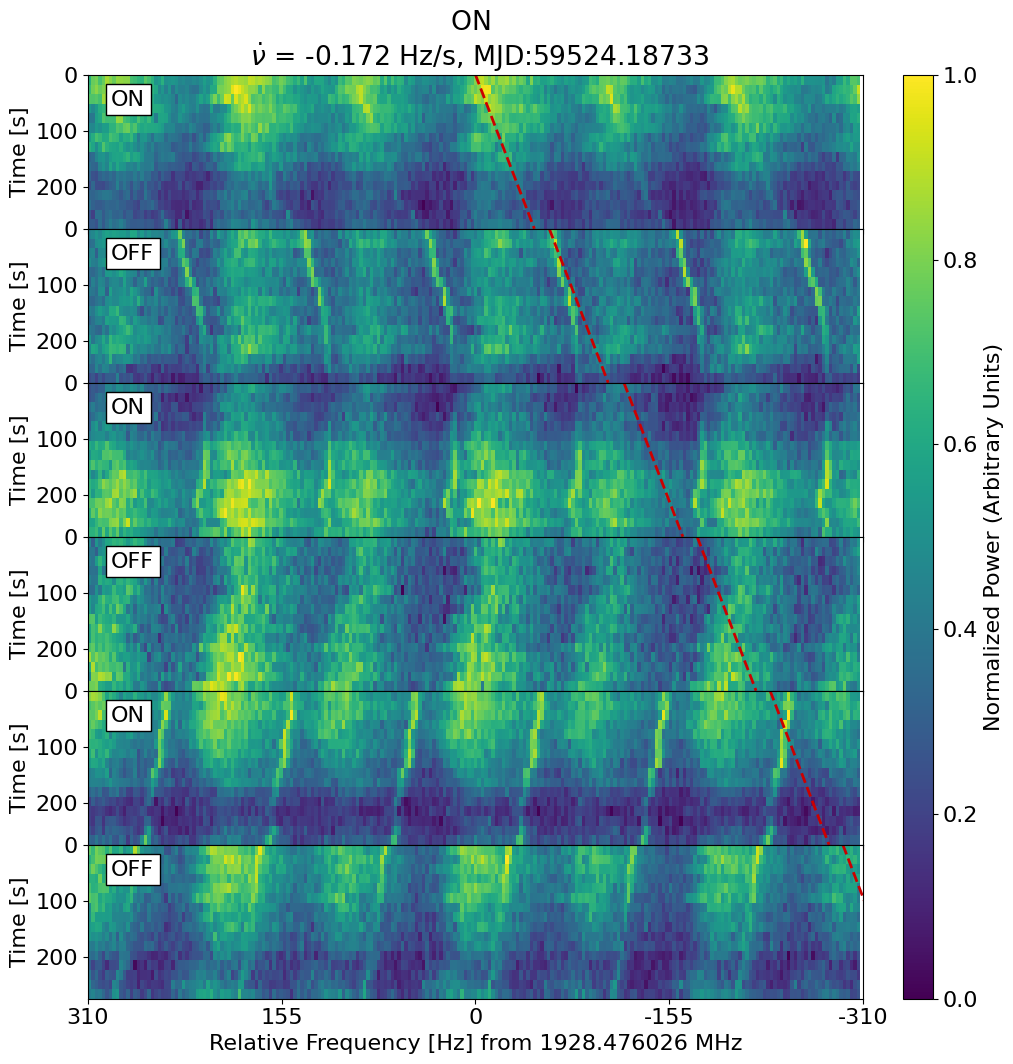 ON
ν̇ = -0.172 Hz/s, MJD:59524.18733
0
ON
100
Time [s]
200
0
OFF
100
Time [s]
200
0
ON
100
Time [s]
200
0
OFF
100
Time [s]
200
0
ON
100
Time [s]
200
0
OFF
100
Time [s]
200
310 155 0 -155 -310
Relative Frequency [Hz] from 1928.476026 MHz
1.0
0.8
0.6
0.4
0.2
0.0
Normalized Power (Arbitrary Units)